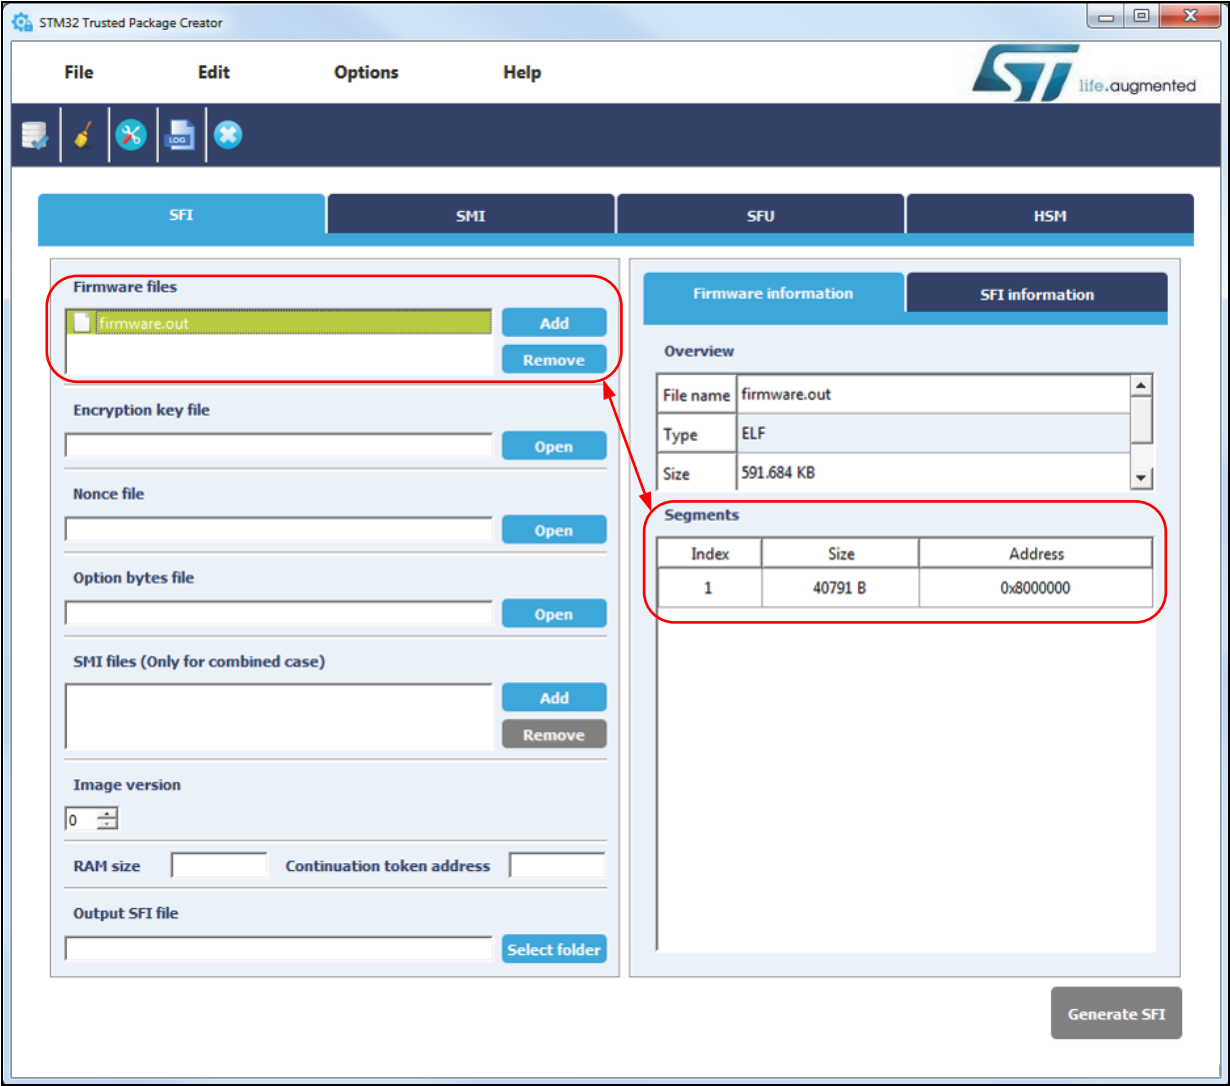 STM32 Trusted Package Creator
File Edit Options Help
ST life.augmented
LOG
SFI SMI SFU HSM
Firmware files
firmware.out
Add
Remove
Encryption key file
Open
Nonce file
Open
Option bytes file
Open
SMI files (Only for combined case)
Add
Remove
Image version
0
RAM size Continuation token address
Output SFI file
Select folder
Firmware information SFI information
Overview
File name firmware.out
Type ELF
Size 591.684 KB
Segments
Index Size Address
1 40791 B 0x8000000
Generate SFI